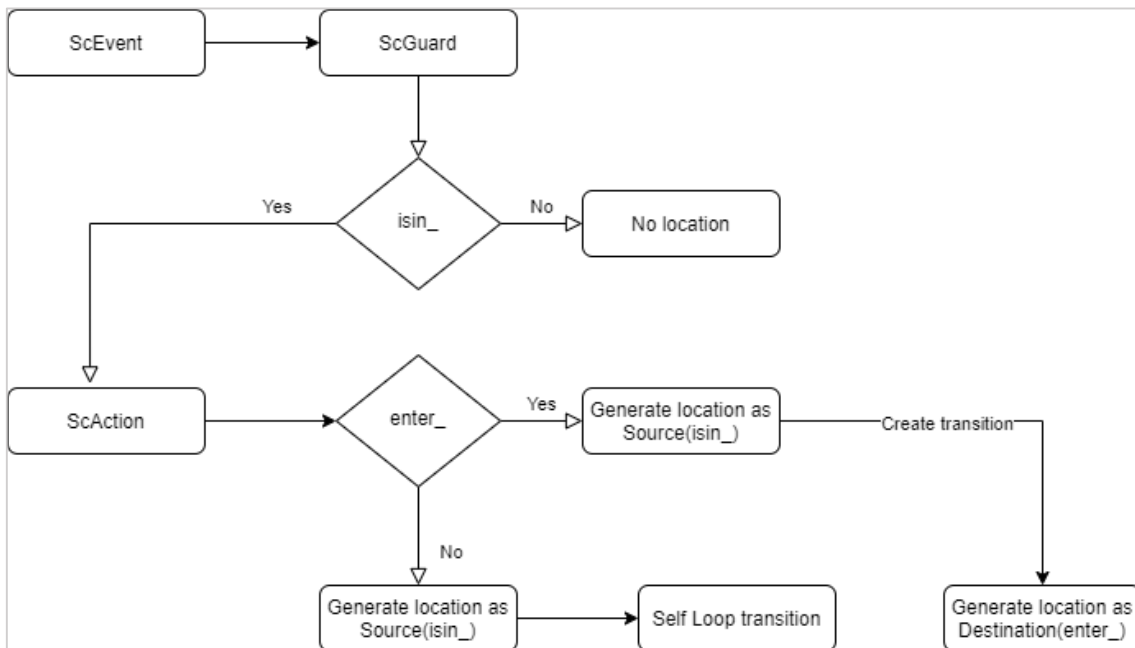 ScEvent
ScGuard
Yes
isin_
No
No location
ScAction
enter_
Yes
Generate location as
Source(isin_)
Create transition
No
Generate location as
Source(isin_)
Self Loop transition
Generate location as
Destination(enter_)